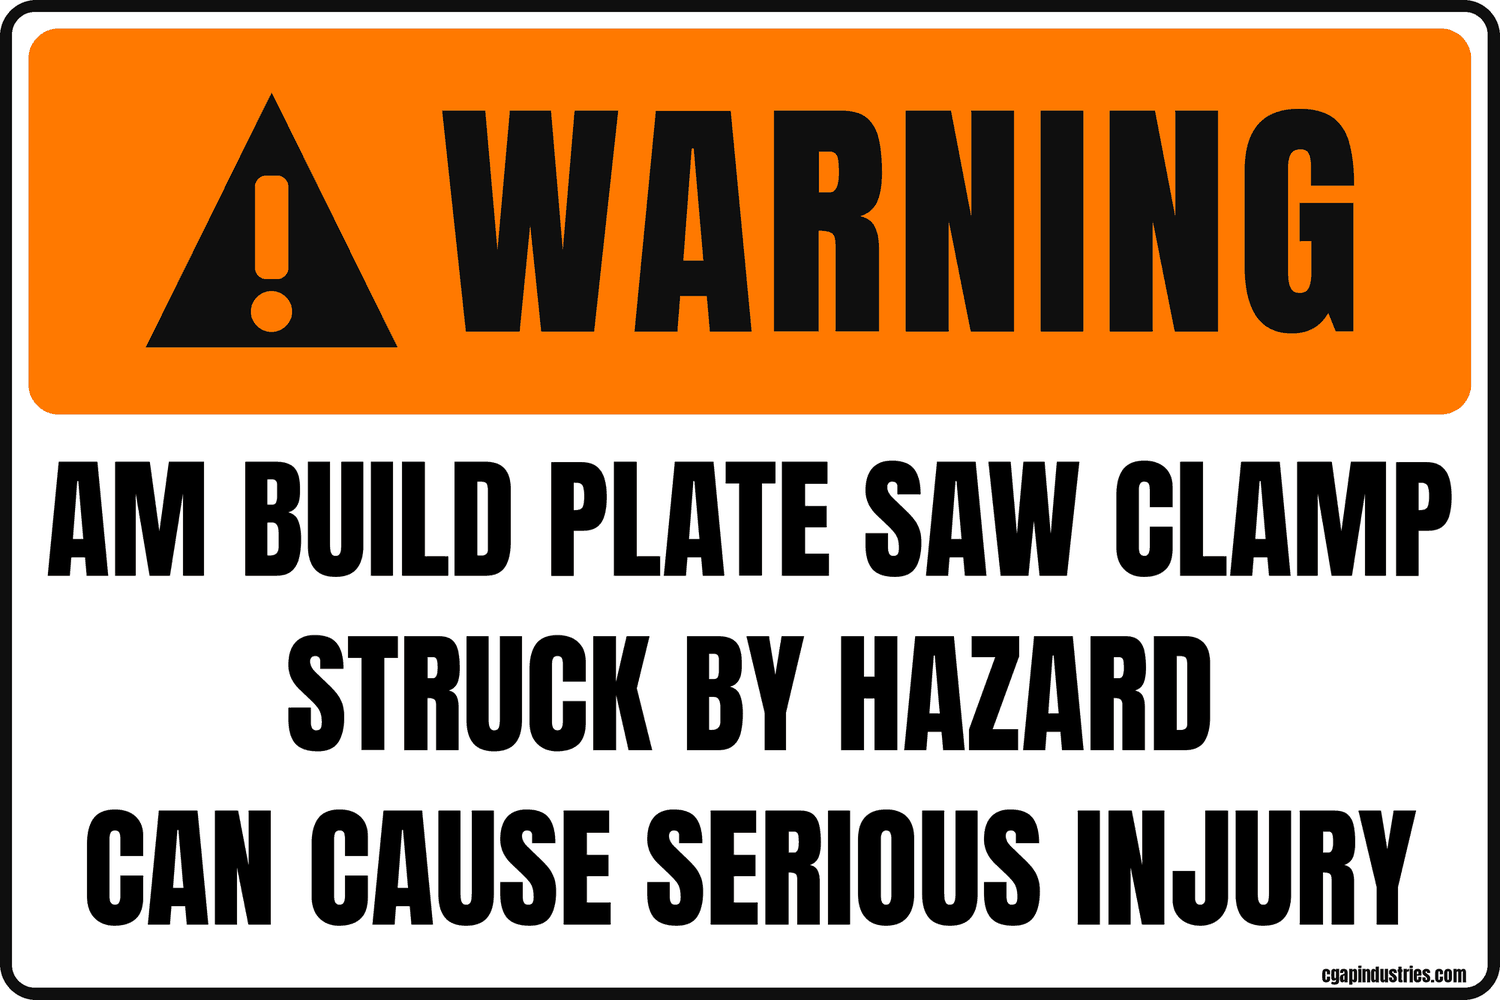 WARNING
AM BUILD PLATE SAW CLAMP
STRUCK BY HAZARD
CAN CAUSE SERIOUS INJURY
cgapindustries.com